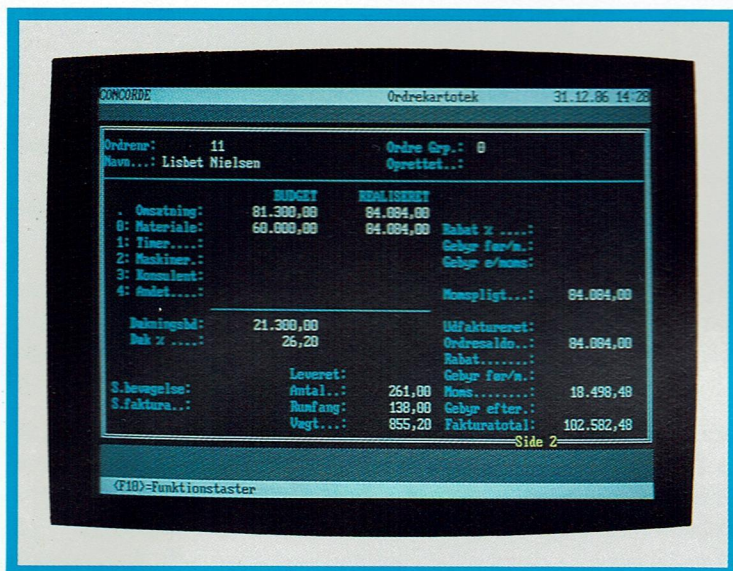 CONCORDE Ordrekartotek 31.12.86 14:28
Ordrenr: 11 Ordre Grp.: 0
Navn...: Lisbet Nielsen Oprettet..:
BUDGET REALISERET
. Omsætning: 81.300,00 84.084,00
0: Materiale: 60.000,00 84.084,00 Rabat % ....:
1: Timer....: Gebyr før/m.:
2: Maskiner.: Gebyr e/moms:
3: Konsulent:
4: Andet....: Momspligt...: 84.084,00
Dækningsbd: 21.300,00 Udfaktureret:
Dæk % ....: 26,20 Ordresaldo..: 84.084,00
Rabat.......:
Leveret: Gebyr før/m.:
S.bevægelse: Antal..: 261,00 Moms........: 18.498,48
S.faktura..: Rumfang: 138,00 Gebyr efter.:
Vægt...: 855,20 Fakturatotal: 102.582,48
Side 2
<F10>=Funktionstaster